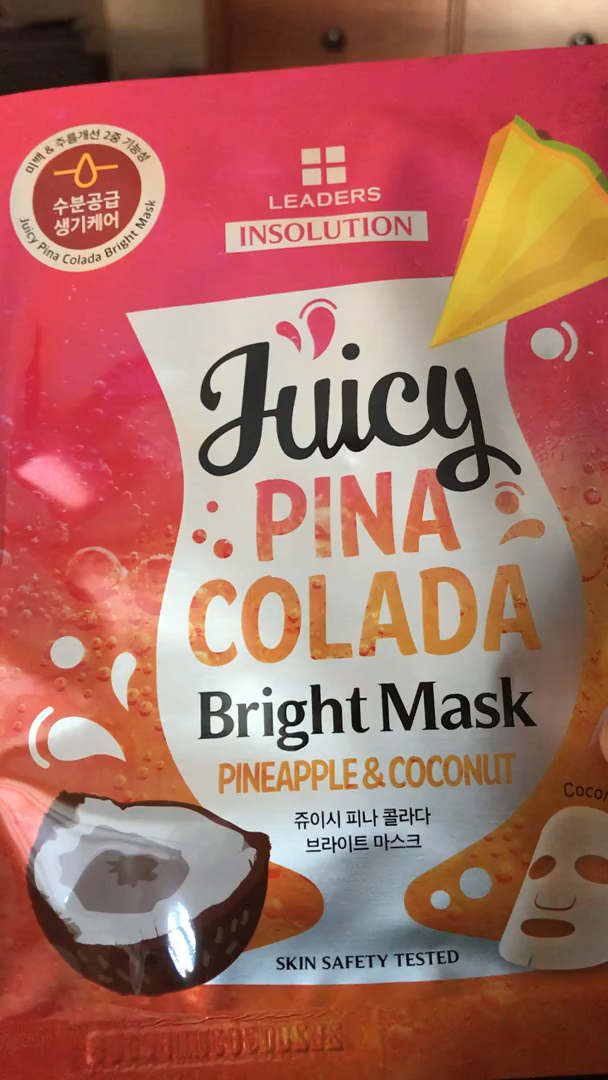 미백 & 주름개선 2중 기능성
수분공급
생기케어
Juicy Pina Colada Bright Mask
LEADERS
INSOLUTION
Juicy
PINA
COLADA
Bright Mask
PINEAPPLE & COCONUT
쥬이시 피나 콜라다
브라이트 마스크
SKIN SAFETY TESTED